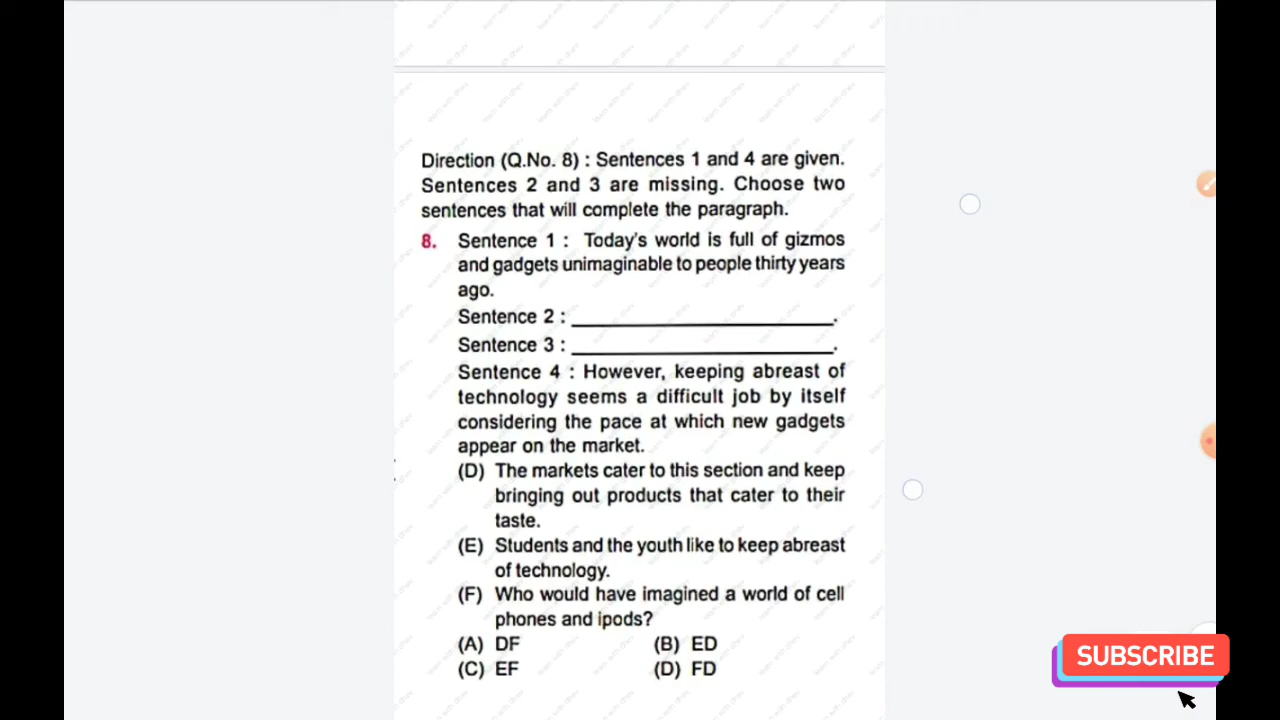 Direction (Q.No. 8) : Sentences 1 and 4 are given.
Sentences 2 and 3 are missing. Choose two
sentences that will complete the paragraph.
8. Sentence 1 : Today's world is full of gizmos
and gadgets unimaginable to people thirty years
ago.
Sentence 2 : ____________________.
Sentence 3 : ____________________.
Sentence 4 : However, keeping abreast of
technology seems a difficult job by itself
considering the pace at which new gadgets
appear on the market.
(D) The markets cater to this section and keep
bringing out products that cater to their
taste.
(E) Students and the youth like to keep abreast
of technology.
(F) Who would have imagined a world of cell
phones and ipods?
(A) DF (B) ED
(C) EF (D) FD
SUBSCRIBE